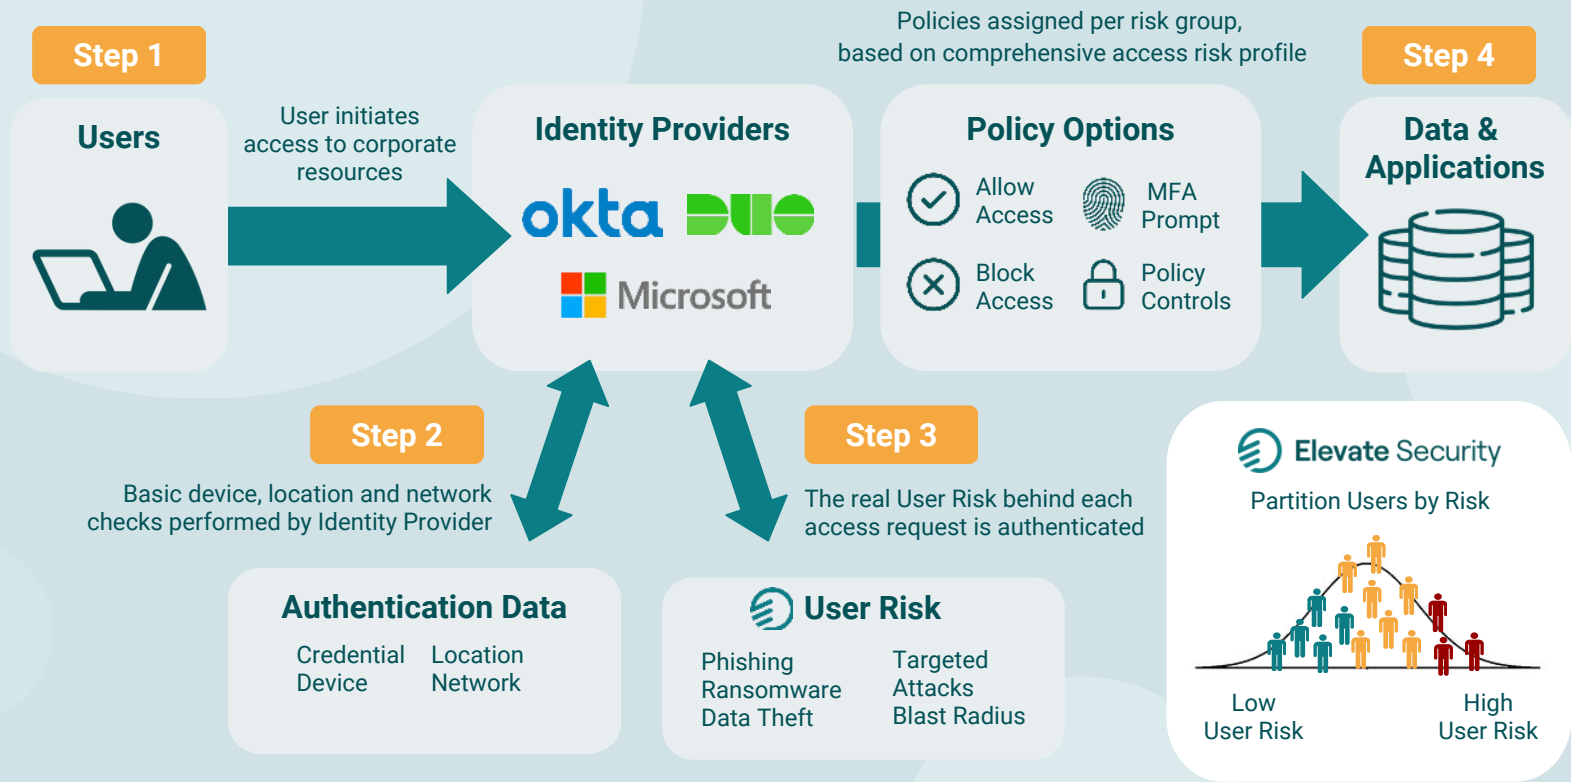 Step 1
Users
User initiates
access to corporate
resources
Identity Providers
okta
DUO
Microsoft
Policies assigned per risk group,
based on comprehensive access risk profile
Policy Options
Allow
Access
MFA
Prompt
Block
Access
Policy
Controls
Step 4
Data &
Applications
Step 2
Basic device, location and network
checks performed by Identity Provider
Step 3
The real User Risk behind each
access request is authenticated
Authentication Data
Credential
Device
Location
Network
User Risk
Phishing
Ransomware
Data Theft
Targeted
Attacks
Blast Radius
Elevate Security
Partition Users by Risk
Low
User Risk
High
User Risk